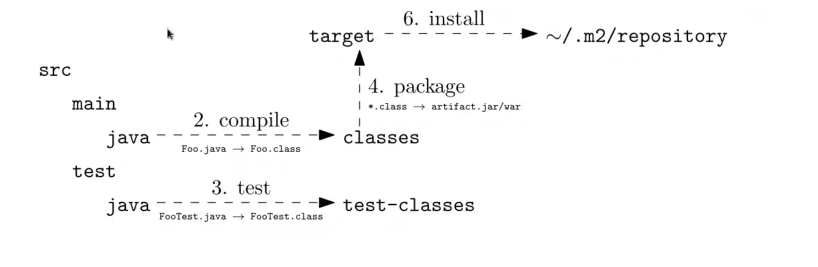 6. install
target
~/.m2/repository
src
4. package
*.class → artifact.jar/war
main
2. compile
java
classes
Foo.java → Foo.class
test
3. test
java
test-classes
FooTest.java → FooTest.class